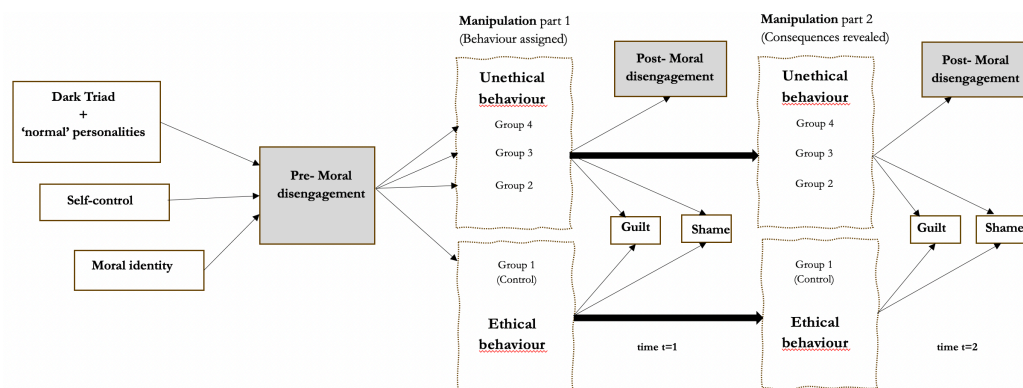 Manipulation part 1
(Behaviour assigned)
Manipulation part 2
(Consequences revealed)
Dark Triad
+
‘normal’ personalities
Self-control
Moral identity
Pre- Moral
disengagement
Unethical
behaviour
Group 4
Group 3
Group 2
Group 1
(Control)
Ethical
behaviour
Post- Moral
disengagement
Guilt
Shame
time t=1
Unethical
behaviour
Group 4
Group 3
Group 2
Group 1
(Control)
Ethical
behaviour
Post- Moral
disengagement
Guilt
Shame
time t=2